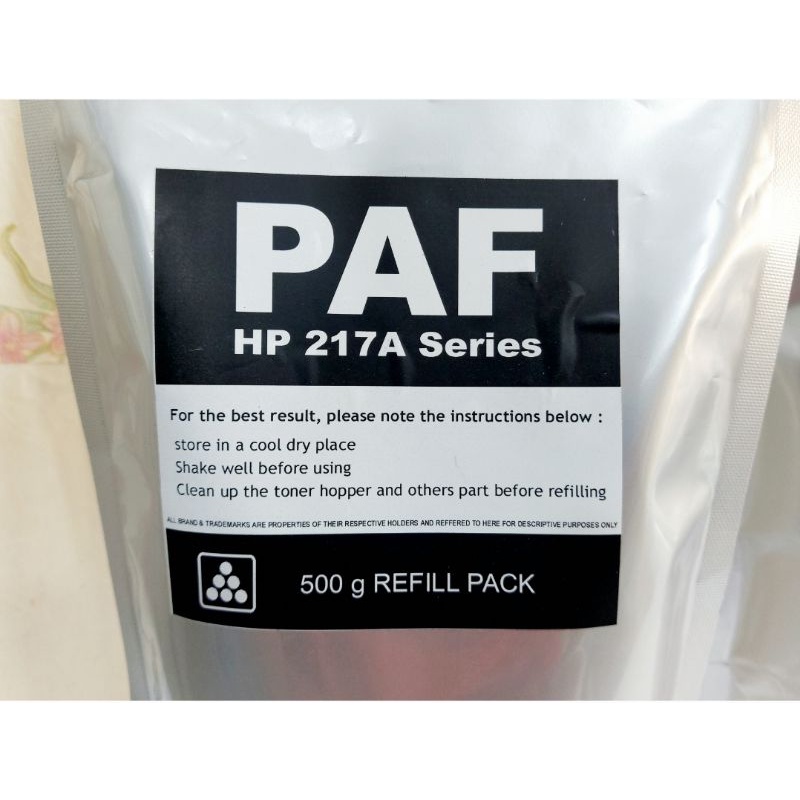 PAF
HP 217A Series
For the best result, please note the instructions below :
store in a cool dry place
Shake well before using
Clean up the toner hopper and others part before refilling
ALL BRAND & TRADEMARKS ARE PROPERTIES OF THEIR RESPECTIVE HOLDERS AND REFFERED TO HERE FOR DESCRIPTIVE PURPOSES ONLY
500 g REFILL PACK